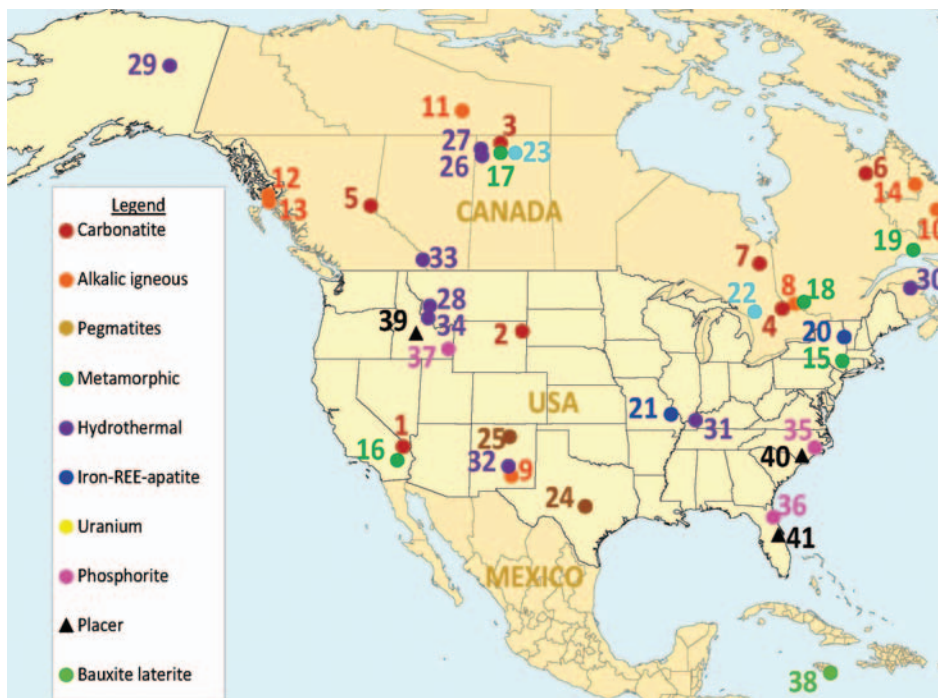 29
11
3
27
26
23
17
6
14
12
13
5
CANADA
10
19
7
33
30
8
18
22
28
4
39
20
34
2
15
37
USA
21
31
1
25
35
16
32
9
40
24
36
41
MEXICO
38
Legend
Carbonatite
Alkalic igneous
Pegmatites
Metamorphic
Hydrothermal
Iron-REE-apatite
Uranium
Phosphorite
Placer
Bauxite laterite